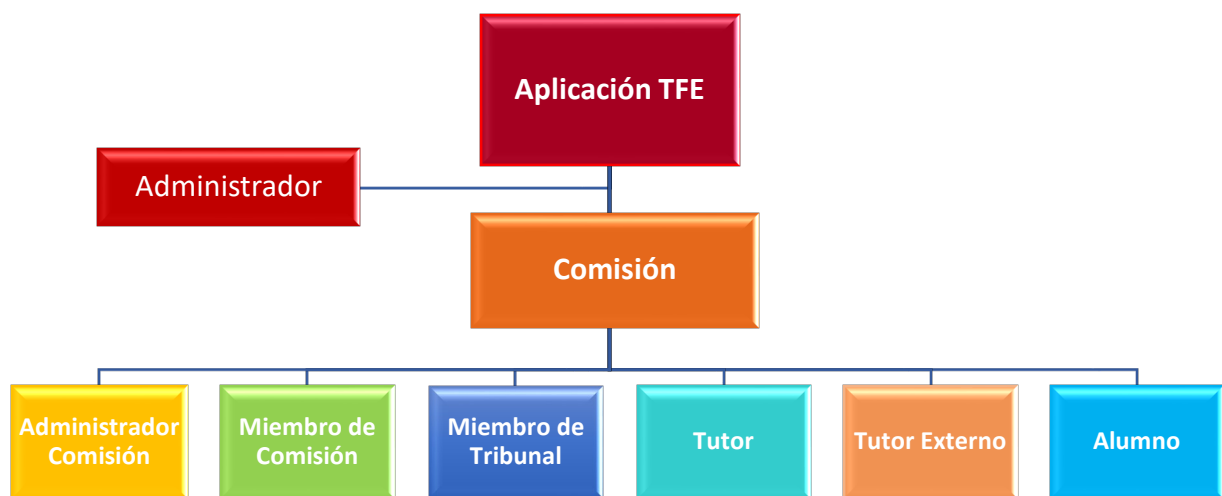 Aplicación TFE
Administrador
Comisión
Administrador
Comisión
Miembro de
Comisión
Miembro de
Tribunal
Tutor
Tutor Externo
Alumno